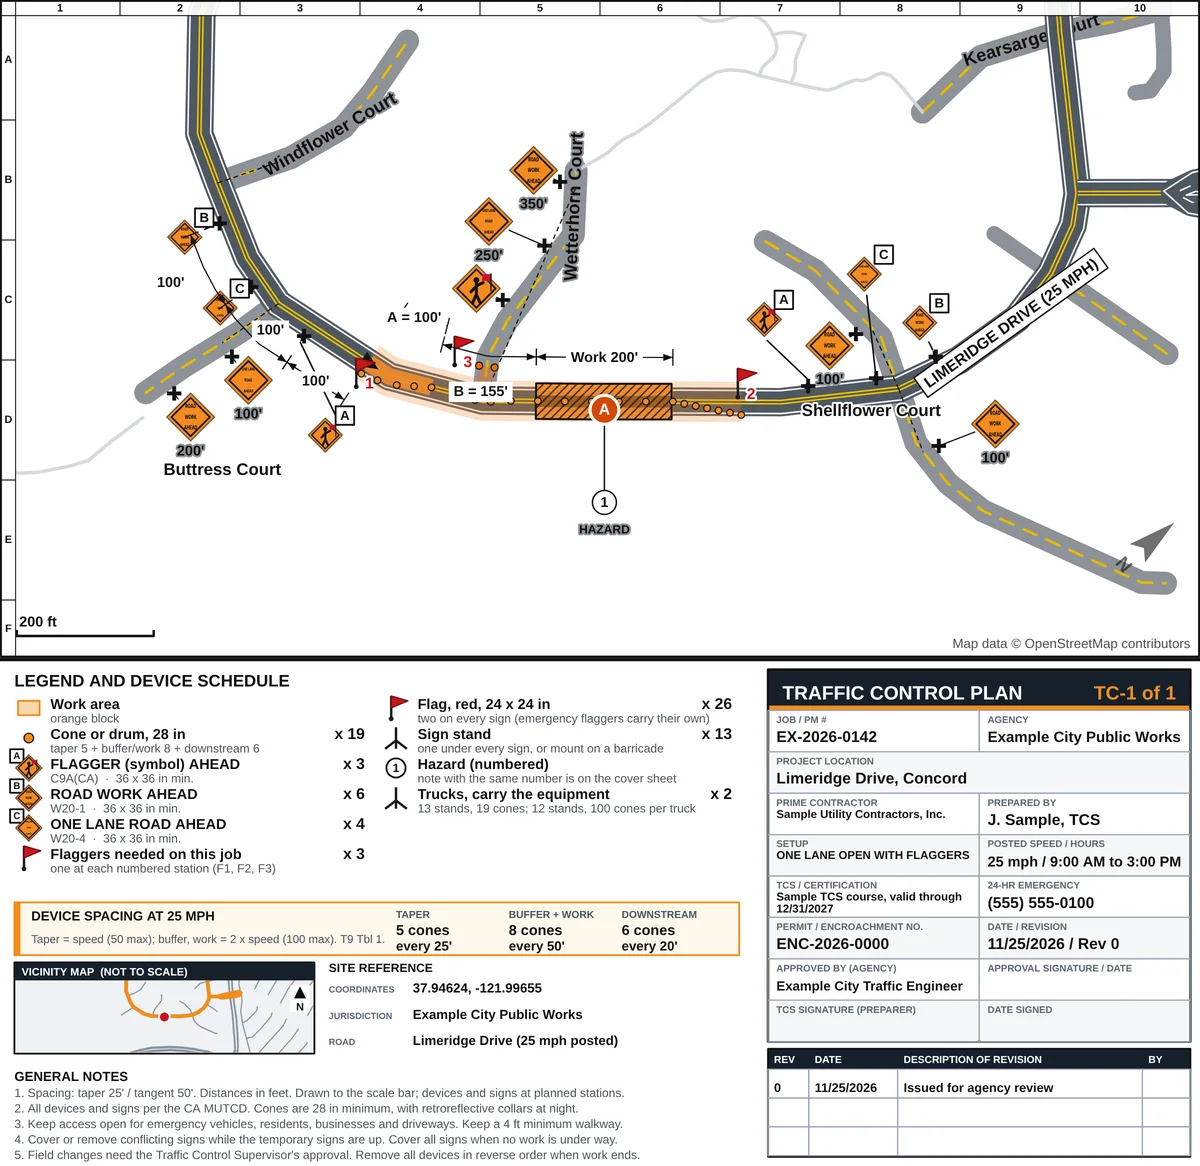 1 2 3 4 5 6 7 8 9 10
A
B
C
D
E
F
Kearsarge Court
Windflower Court
Wetterhorn Court
ROAD WORK AHEAD
350'
250'
B
100'
C
100'
A = 100'
Work 200'
3
1
B = 155'
A
2
100'
A
ROAD WORK AHEAD
100'
ROAD WORK AHEAD
200'
Buttress Court
A
C
B
ROAD WORK AHEAD
100'
LIMERIDGE DRIVE (25 MPH)
Shellflower Court
ROAD WORK AHEAD
100'
1
HAZARD
N
200 ft
Map data © OpenStreetMap contributors
LEGEND AND DEVICE SCHEDULE
Work area
orange block
Cone or drum, 28 in x 19
taper 5 + buffer/work 8 + downstream 6
A
FLAGGER (symbol) AHEAD x 3
C9A(CA) · 36 x 36 in min.
B
ROAD WORK AHEAD x 6
W20-1 · 36 x 36 in min.
C
ONE LANE ROAD AHEAD x 4
W20-4 · 36 x 36 in min.
Flaggers needed on this job x 3
one at each numbered station (F1, F2, F3)
Flag, red, 24 x 24 in x 26
two on every sign (emergency flaggers carry their own)
Sign stand x 13
one under every sign, or mount on a barricade
1
Hazard (numbered)
note with the same number is on the cover sheet
Trucks, carry the equipment x 2
13 stands, 19 cones; 12 stands, 100 cones per truck
DEVICE SPACING AT 25 MPH
Taper = speed (50 max); buffer, work = 2 x speed (100 max). T9 Tbl 1.
TAPER
5 cones
every 25'
BUFFER + WORK
8 cones
every 50'
DOWNSTREAM
6 cones
every 20'
VICINITY MAP (NOT TO SCALE)
N
SITE REFERENCE
COORDINATES 37.94624, -121.99655
JURISDICTION Example City Public Works
ROAD Limeridge Drive (25 mph posted)
GENERAL NOTES
1. Spacing: taper 25' / tangent 50'. Distances in feet. Drawn to the scale bar; devices and signs at planned stations.
2. All devices and signs per the CA MUTCD. Cones are 28 in minimum, with retroreflective collars at night.
3. Keep access open for emergency vehicles, residents, businesses and driveways. Keep a 4 ft minimum walkway.
4. Cover or remove conflicting signs while the temporary signs are up. Cover all signs when no work is under way.
5. Field changes need the Traffic Control Supervisor's approval. Remove all devices in reverse order when work ends.
TRAFFIC CONTROL PLAN TC-1 of 1
JOB / PM #
EX-2026-0142
AGENCY
Example City Public Works
PROJECT LOCATION
Limeridge Drive, Concord
PRIME CONTRACTOR
Sample Utility Contractors, Inc.
PREPARED BY
J. Sample, TCS
SETUP
ONE LANE OPEN WITH FLAGGERS
POSTED SPEED / HOURS
25 mph / 9:00 AM to 3:00 PM
TCS / CERTIFICATION
Sample TCS course, valid through
12/31/2027
24-HR EMERGENCY
(555) 555-0100
PERMIT / ENCROACHMENT NO.
ENC-2026-0000
DATE / REVISION
11/25/2026 / Rev 0
APPROVED BY (AGENCY)
Example City Traffic Engineer
APPROVAL SIGNATURE / DATE
TCS SIGNATURE (PREPARER)
DATE SIGNED
REV DATE DESCRIPTION OF REVISION BY
0 11/25/2026 Issued for agency review